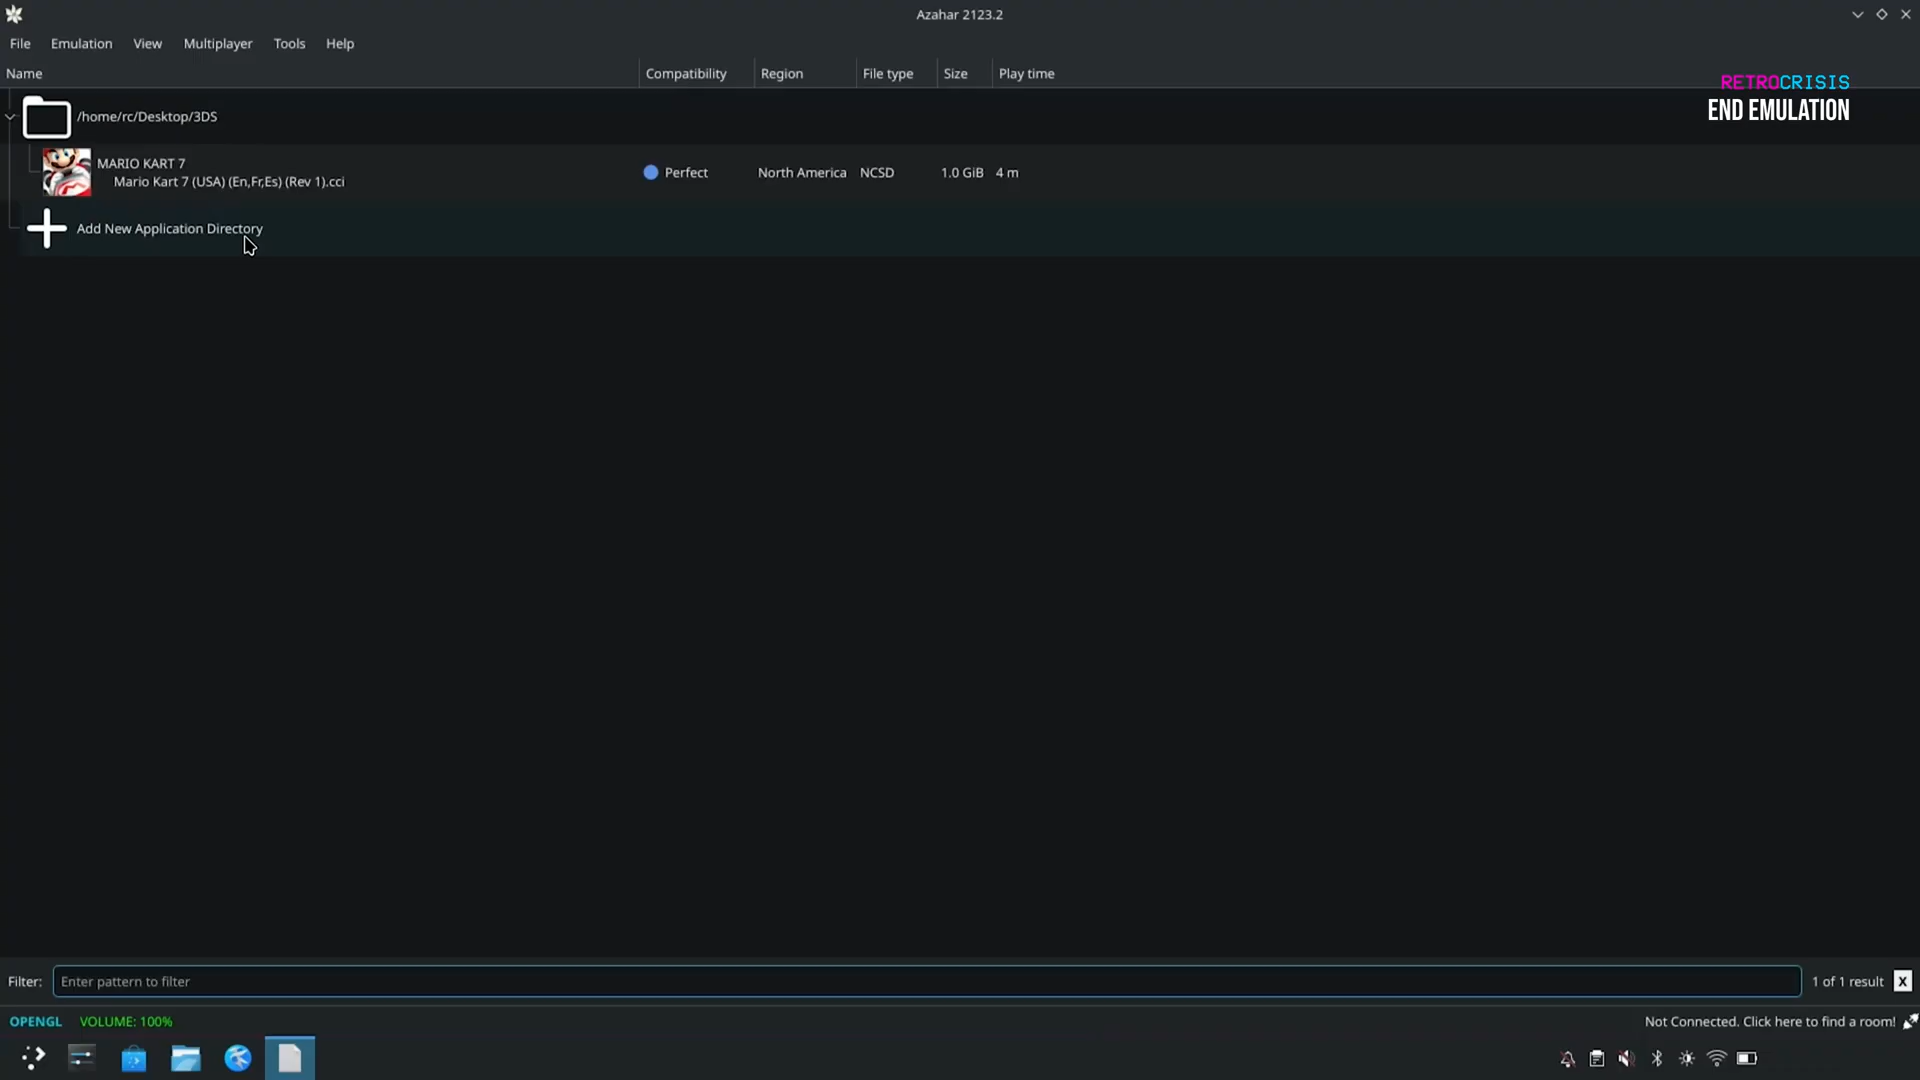 Azahar 2123.2
File Emulation View Multiplayer Tools Help
Name Compatibility Region File type Size Play time
RETROCRISIS
END EMULATION
/home/rc/Desktop/3DS
MARIO KART 7
Mario Kart 7 (USA) (En,Fr,Es) (Rev 1).cci
Perfect North America NCSD 1.0 GiB 4 m
Add New Application Directory
Filter: Enter pattern to filter 1 of 1 result X
OPENGL VOLUME: 100% Not Connected. Click here to find a room!